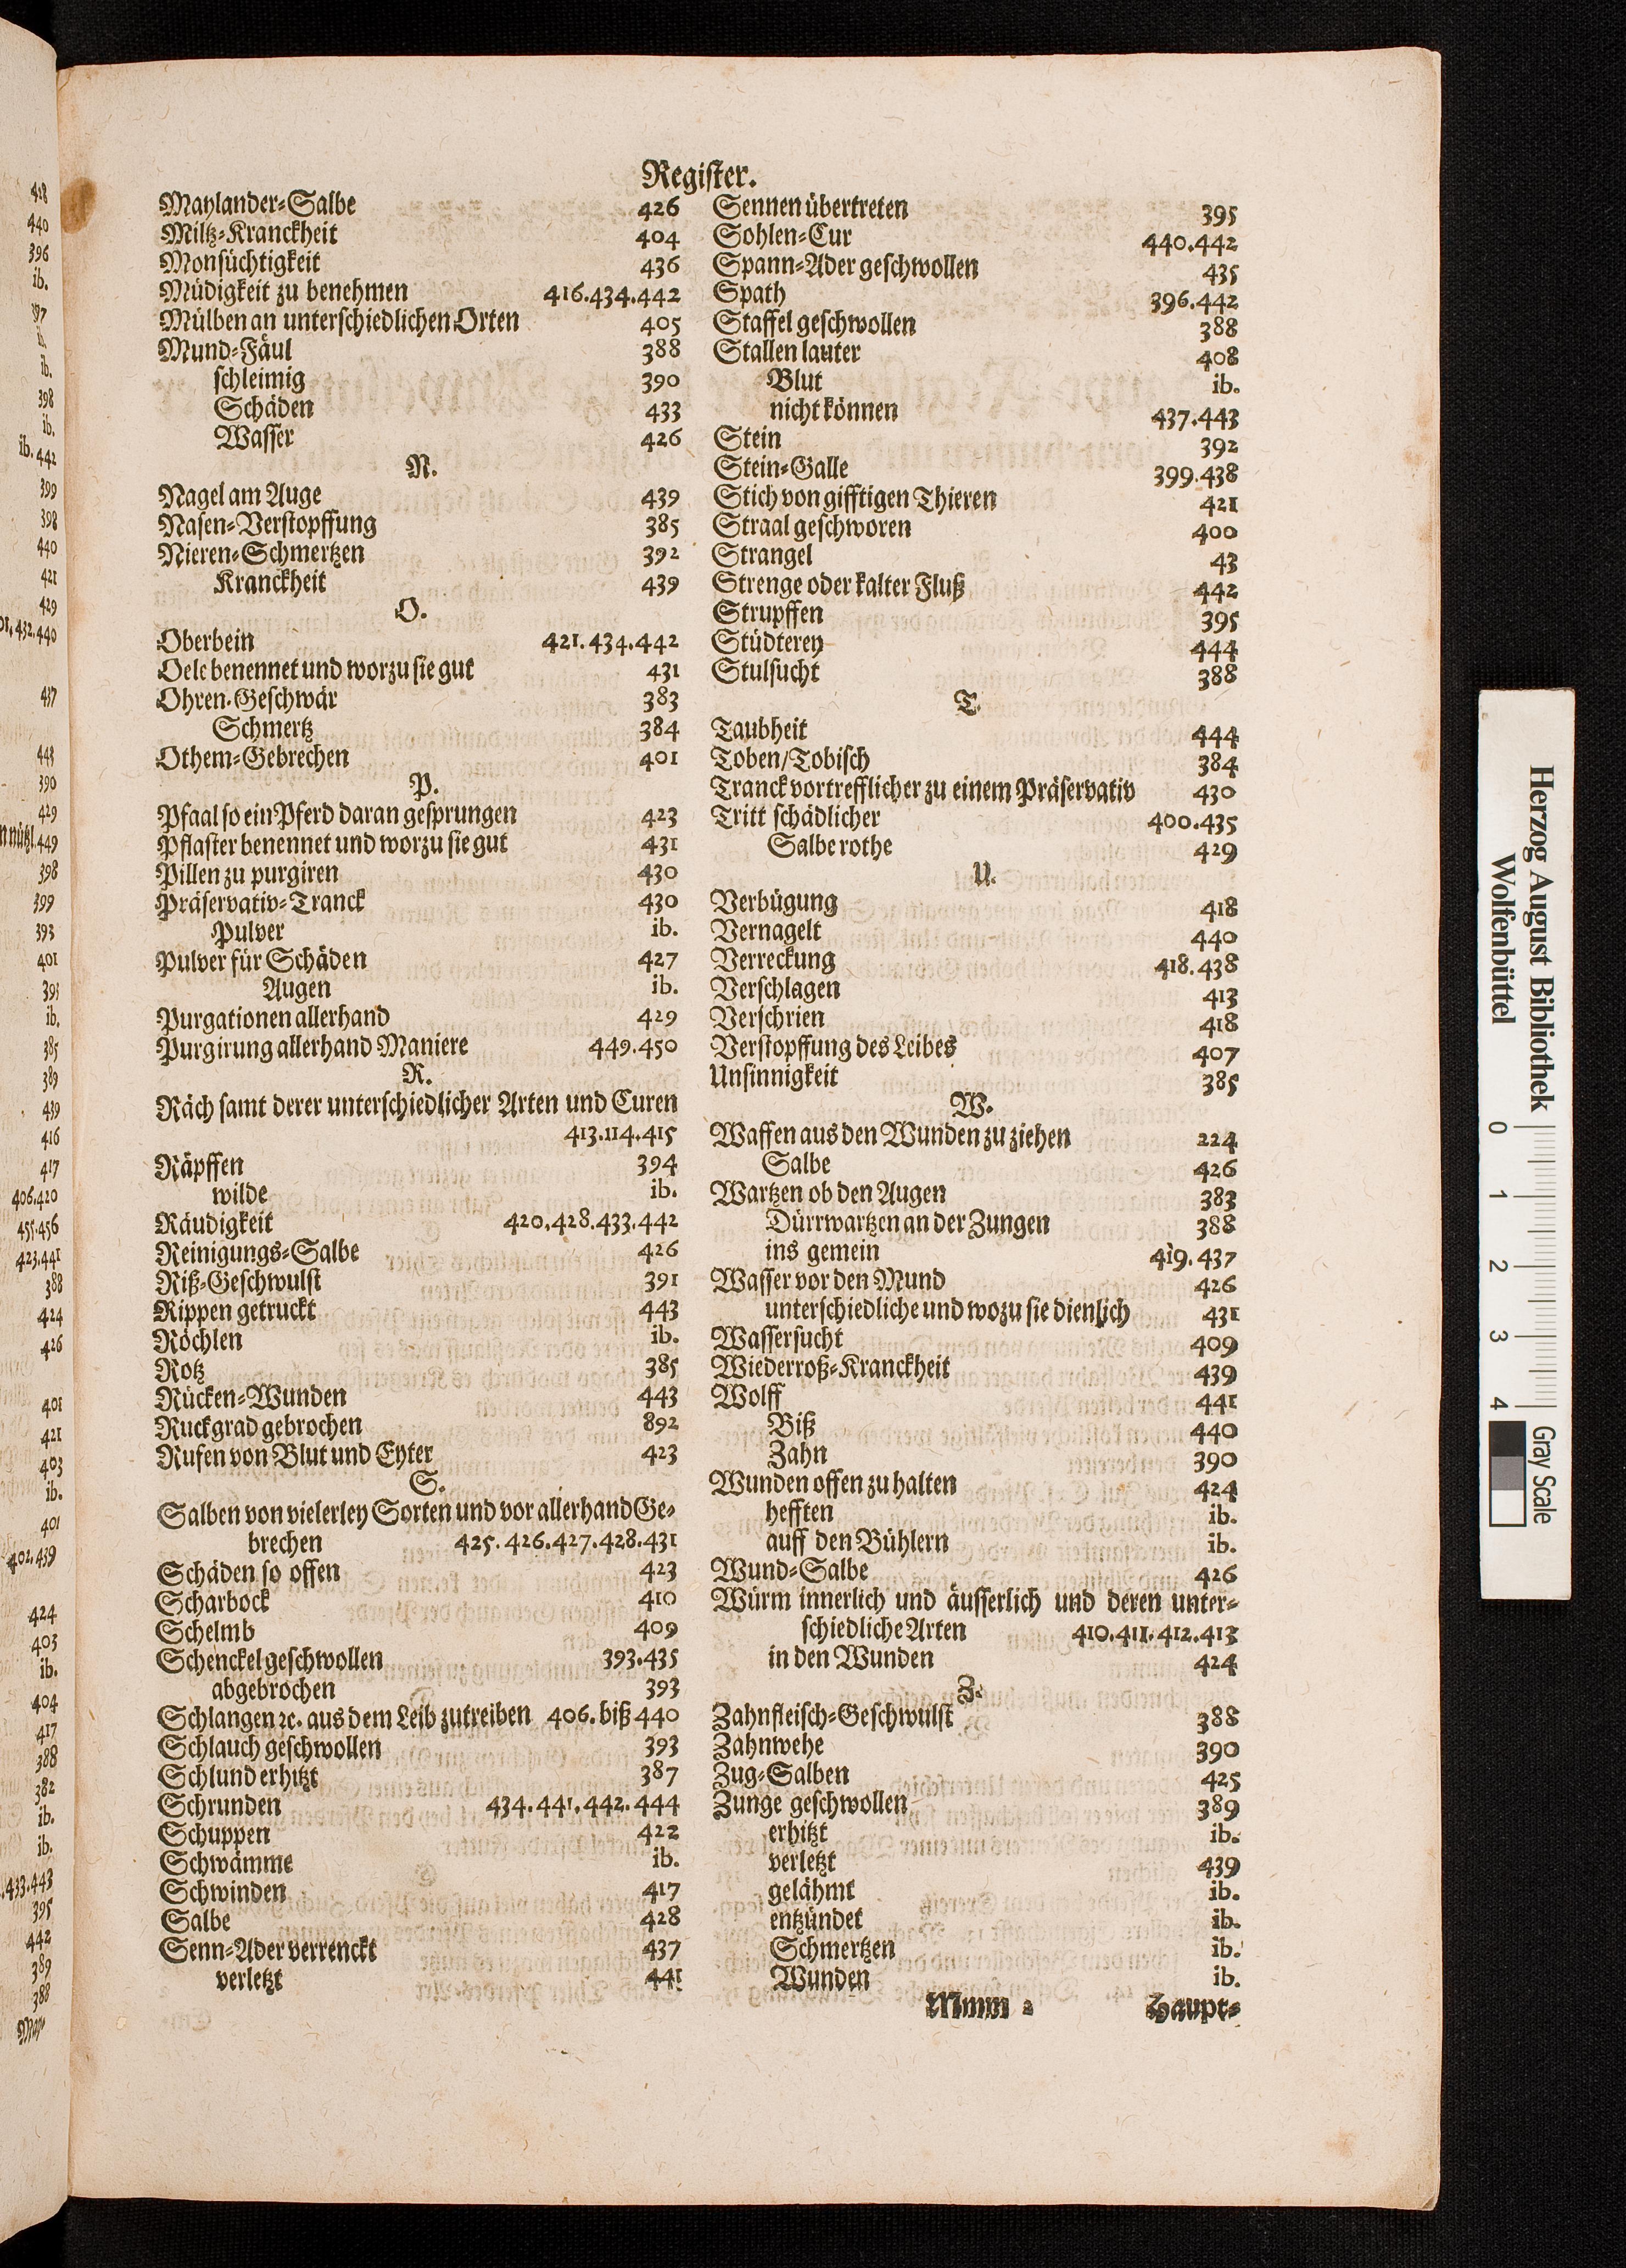 Register.
Maylander-Salbe 426
Miltz-Kranckheit 404
Monsüchtigkeit 436
Müdigkeit zu benehmen 416.434.442
Mülben an unterschiedlichen Orten 405
Mund-Fäul 388
schleimig 390
Schäden 433
Wasser 426
N.
Nagel am Auge 439
Nasen-Verstopffung 385
Nieren-Schmertzen 392
Kranckheit 439
O.
Oberbein 421.434.442
Oele benennet und worzu sie gut 431
Ohren-Geschwär 383
Schmertz 384
Othem-Gebrechen 401
P.
Pfaal so ein Pferd daran gesprungen 423
Pflaster benennet und worzu sie gut 431
Pillen zu purgiren 430
Präservativ-Tranck 430
Pulver ib.
Pulver für Schäden 427
Augen ib.
Purgationen allerhand 429
Purgirung allerhand Maniere 449.450
R.
Räch samt derer unterschiedlicher Arten und Curen
413.114.415
Räpffen 394
wilde ib.
Räudigkeit 420.428.433.442
Reinigungs-Salbe 426
Riß-Geschwulst 391
Rippen getruckt 443
Röchlen ib.
Rotz 385
Rücken-Wunden 443
Ruckgrad gebrochen 892
Rufen von Blut und Eyter 423
S.
Salben von vielerley Sorten und vor allerhand Ge-
brechen 425.426.427.428.431
Schäden so offen 423
Scharbock 410
Schelmb 409
Schenckel geschwollen 393.435
abgebrochen 393
Schlangen ꝛc. aus dem Leib zutreiben 406. biß 440
Schlauch geschwollen 393
Schlund erhitzt 387
Schrunden 434.441.442.444
Schuppen 422
Schwämme ib.
Schwinden 417
Salbe 428
Senn-Ader verrenckt 437
verletzt 441
Sennen übertreten 395
Sohlen-Cur 440.442
Spann-Ader geschwollen 435
Spath 396.442
Staffel geschwollen 388
Stallen lauter 408
Blut ib.
nicht können 437.443
Stein 392
Stein-Galle 399.438
Stich von gifftigen Thieren 421
Straal geschworen 400
Strangel 43
Strenge oder kalter Fluß 442
Strupffen 395
Stüdterey 444
Stulsucht 388
T.
Taubheit 444
Toben/Tobisch 384
Tranck vortrefflicher zu einem Präservativ 430
Tritt schädlicher 400.435
Salbe rothe 429
U.
Verbügung 418
Vernagelt 440
Verreckung 418.438
Verschlagen 413
Verschrien 418
Verstopffung des Leibes 407
Unsinnigkeit 385
W.
Waffen aus den Wunden zu ziehen 224
Salbe 426
Wartzen ob den Augen 383
Dürrwartzen an der Zungen 388
ins gemein 419.437
Wasser vor den Mund 426
unterschiedliche und wozu sie dienlich 431
Wassersucht 409
Wiederroß-Kranckheit 439
Wolff 441
Biß 440
Zahn 390
Wunden offen zu halten 424
hefften ib.
auff den Bühlern ib.
Wund-Salbe 426
Würm innerlich und äusserlich und deren unter-
schiedliche Arten 410.411.412.413
in den Wunden 424
Z.
Zahnfleisch-Geschwulst 388
Zahnwehe 390
Zug-Salben 425
Zunge geschwollen 389
erhitzt ib.
verletzt 439
gelähmt ib.
entzündet ib.
Schmertzen ib.
Wunden ib.
Mmm 2 Haupt-
Herzog August Bibliothek
Wolfenbüttel
0 1 2 3 4
Gray Scale